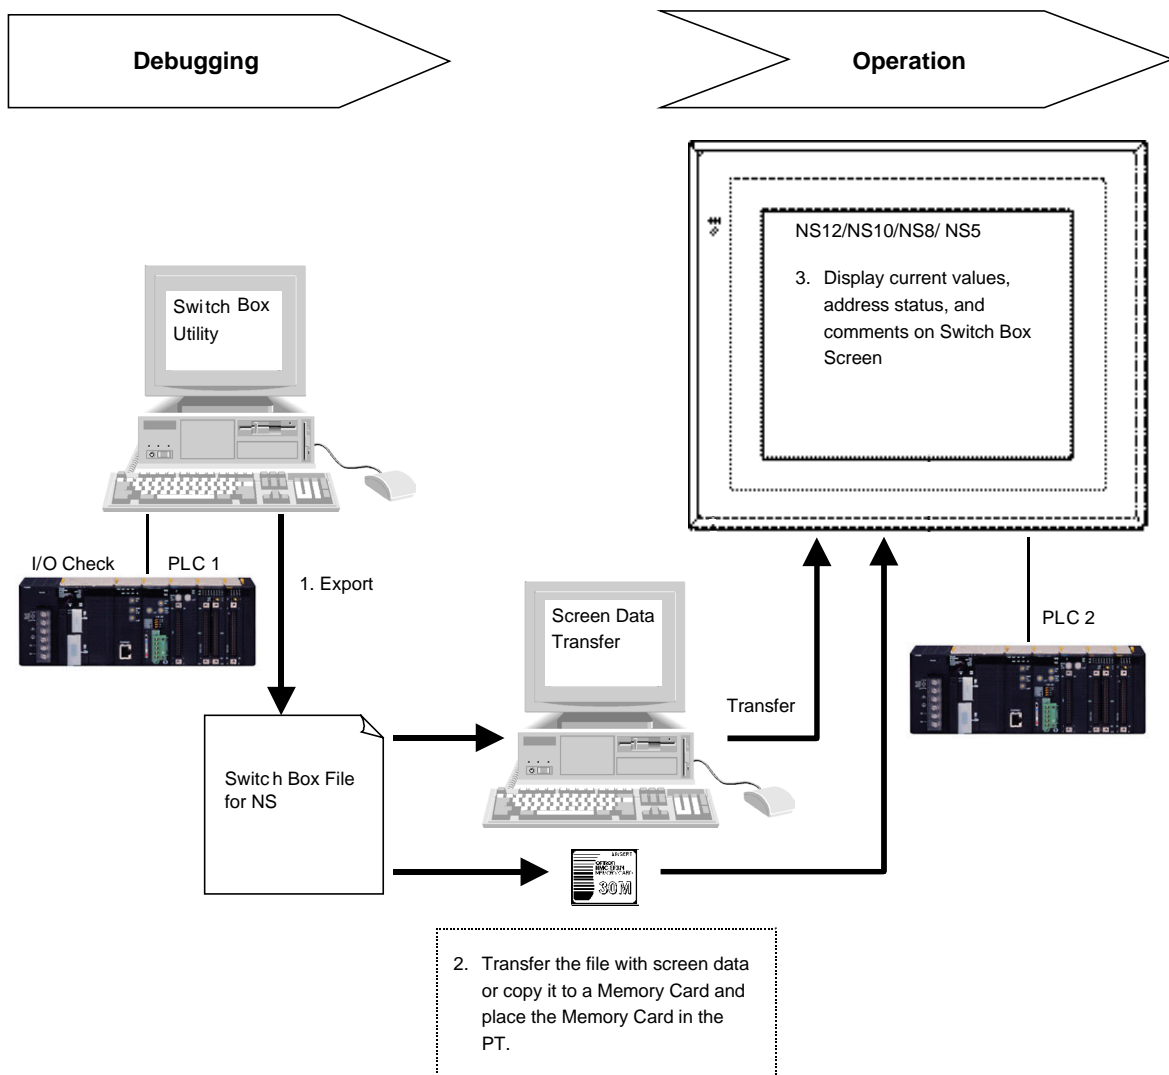 Debugging
Operation
NS12/NS10/NS8/ NS5
3. Display current values,
address status, and
comments on Switch Box
Screen
Switch Box
Utility
I/O Check
PLC 1
1. Export
Screen Data
Transfer
PLC 2
Transfer
Switch Box File
for NS
30M
2. Transfer the file with screen data
or copy it to a Memory Card and
place the Memory Card in the
PT.